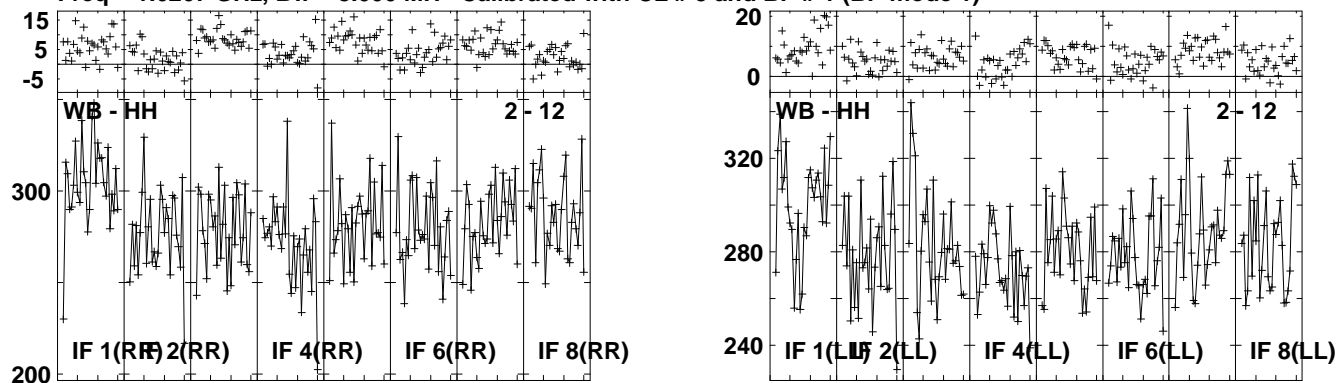 15
5
-5
WB - HH
2 - 12
300
200
IF 1(RR)
IF 2(RR)
IF 4(RR)
IF 6(RR)
IF 8(RR)
20
0
WB - HH
2 - 12
320
280
240
IF 1(LL)
IF 2(LL)
IF 4(LL)
IF 6(LL)
IF 8(LL)